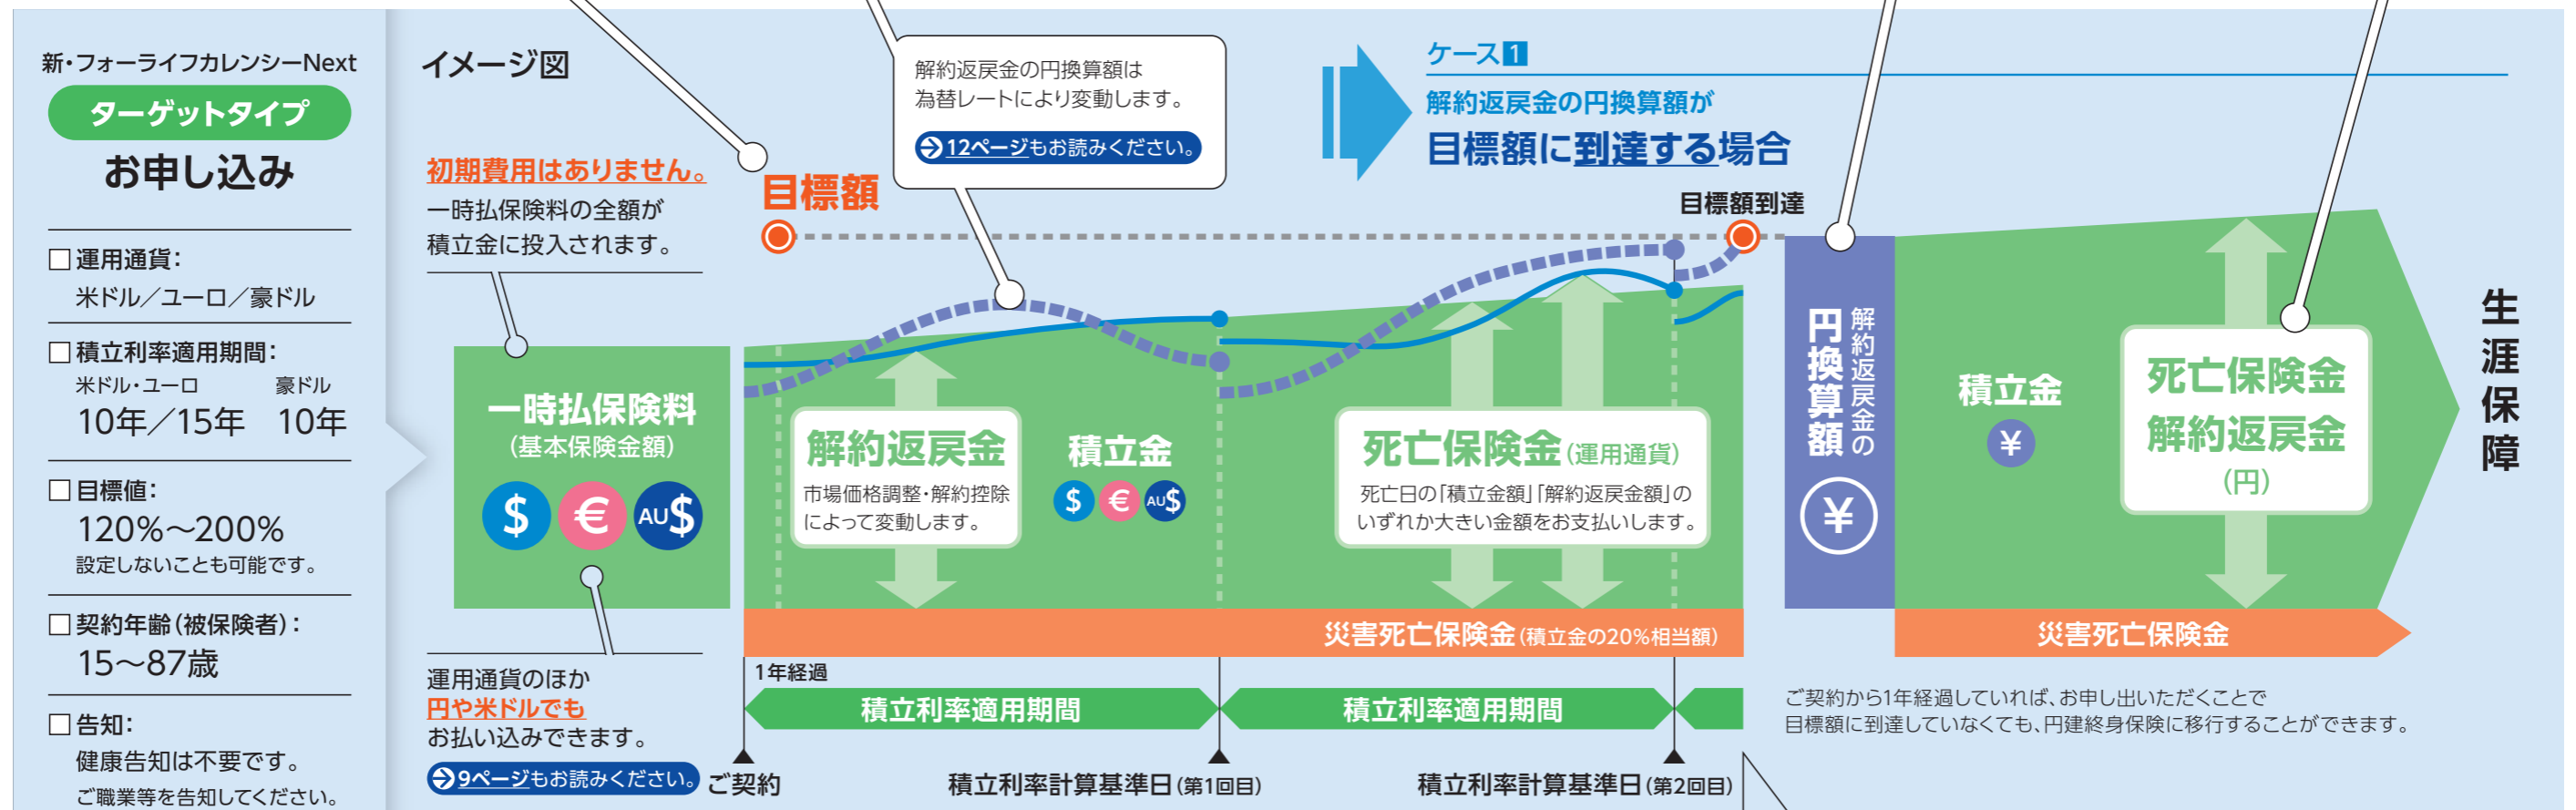 新・フォーライフカレンシーNext
ターゲットタイプ
お申し込み
□運用通貨：
米ドル／ユーロ／豪ドル
□積立利率適用期間：
米ドル・ユーロ　豪ドル
10年／15年　10年
□目標値：
120%～200%
設定しないことも可能です。
□契約年齢（被保険者）：
15～87歳
□告知：
健康告知は不要です。
ご職業等を告知してください。
イメージ図
初期費用はありません。
一時払保険料の全額が
積立金に投入されます。
一時払保険料
（基本保険金額）
$ € AU$
運用通貨のほか
円や米ドルでも
お払い込みできます。
9ページもお読みください。
目標額
解約返戻金の円換算額は
為替レートにより変動します。
12ページもお読みください。
ケース1
解約返戻金の円換算額が
目標額に到達する場合
目標額到達
解約返戻金
市場価格調整・解約控除
によって変動します。
積立金
$ € AU$
死亡保険金（運用通貨）
死亡日の「積立金額」「解約返戻金額」の
いずれか大きい金額をお支払いします。
災害死亡保険金（積立金の20%相当額）
1年経過
積立利率適用期間
積立利率適用期間
ご契約
積立利率計算基準日（第1回目）
積立利率計算基準日（第2回目）
解約返戻金の
円換算額
¥
積立金
¥
死亡保険金
解約返戻金
（円）
災害死亡保険金
生涯保障
ご契約から1年経過していれば、お申し出いただくことで
目標額に到達していなくても、円建終身保険に移行することができます。